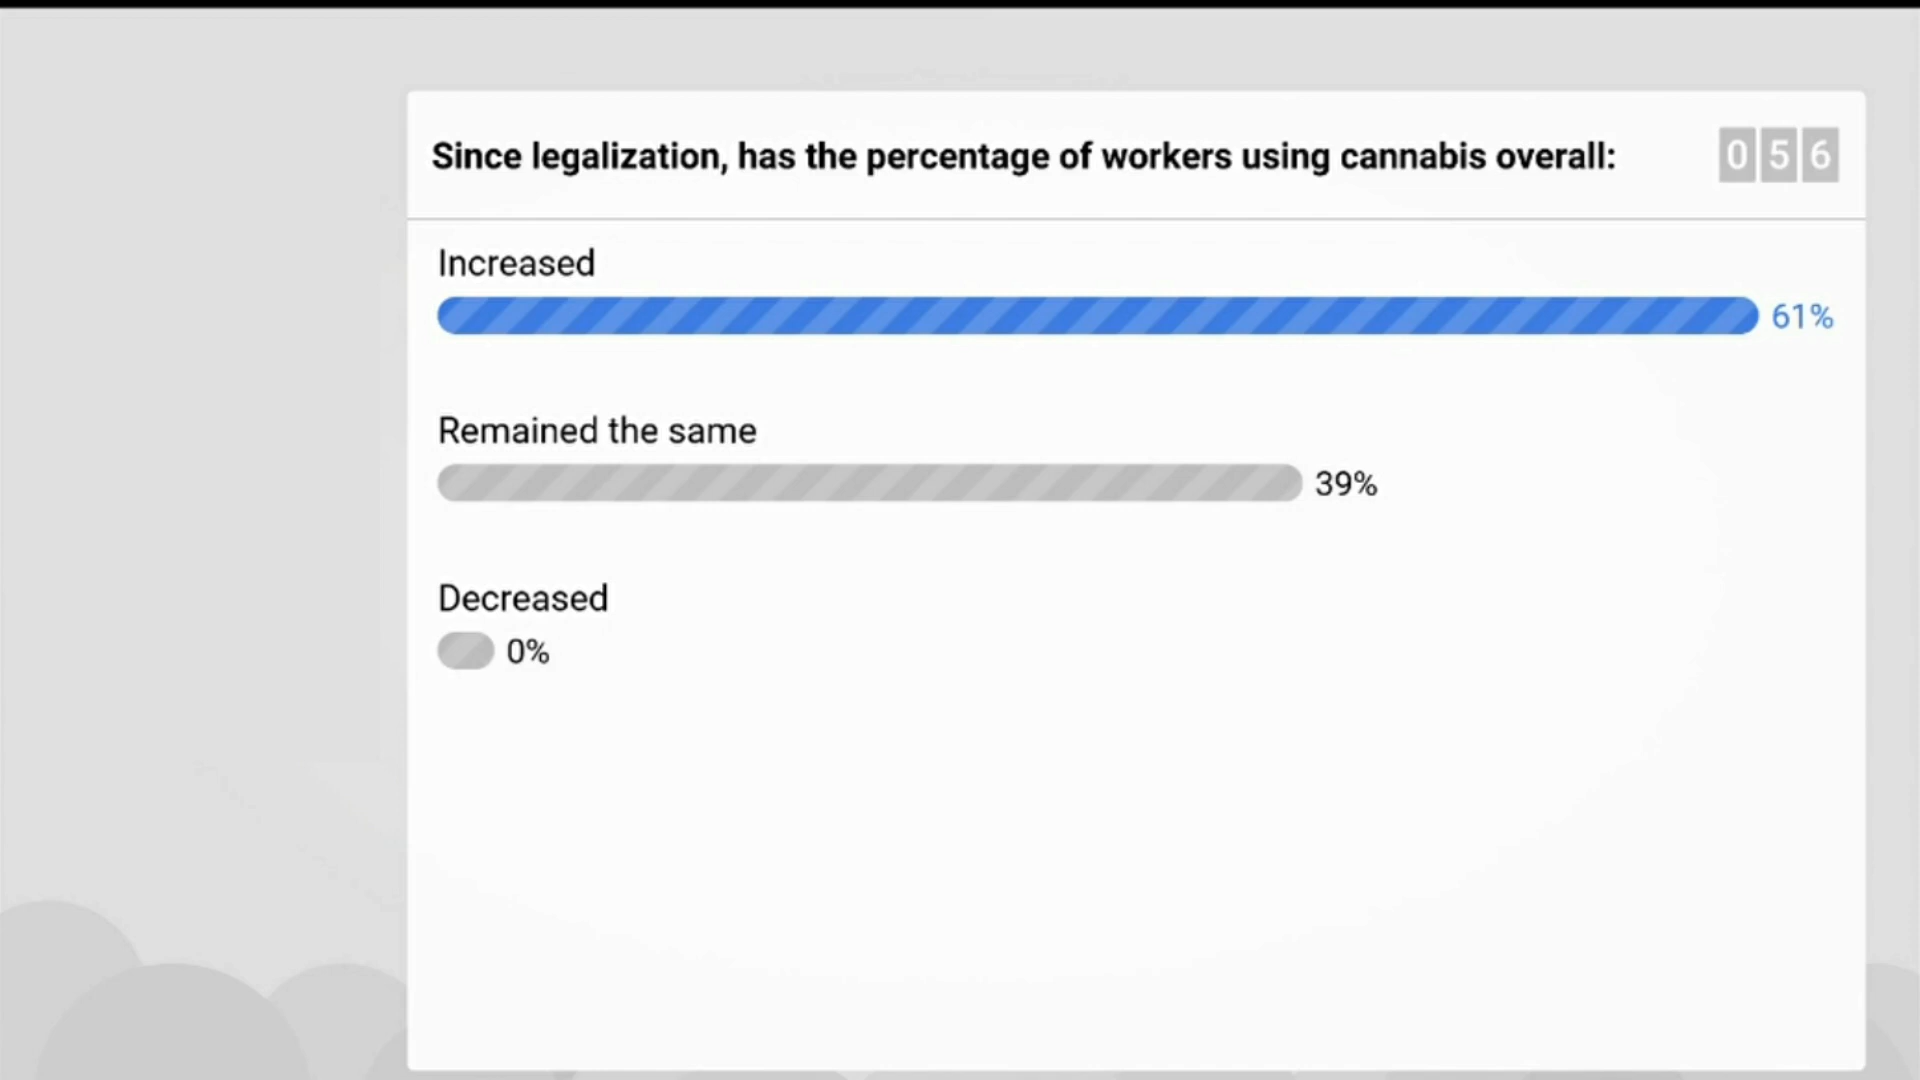 Since legalization, has the percentage of workers using cannabis overall: 056
Increased
61%
Remained the same
39%
Decreased
0%